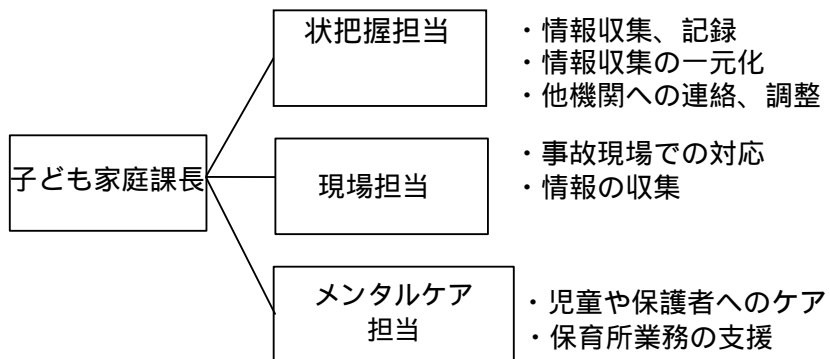 状把握担当
・情報収集、記録
・情報収集の一元化
・他機関への連絡、調整
子ども家庭課長
現場担当
・事故現場での対応
・情報の収集
メンタルケア
担当
・児童や保護者へのケア
・保育所業務の支援